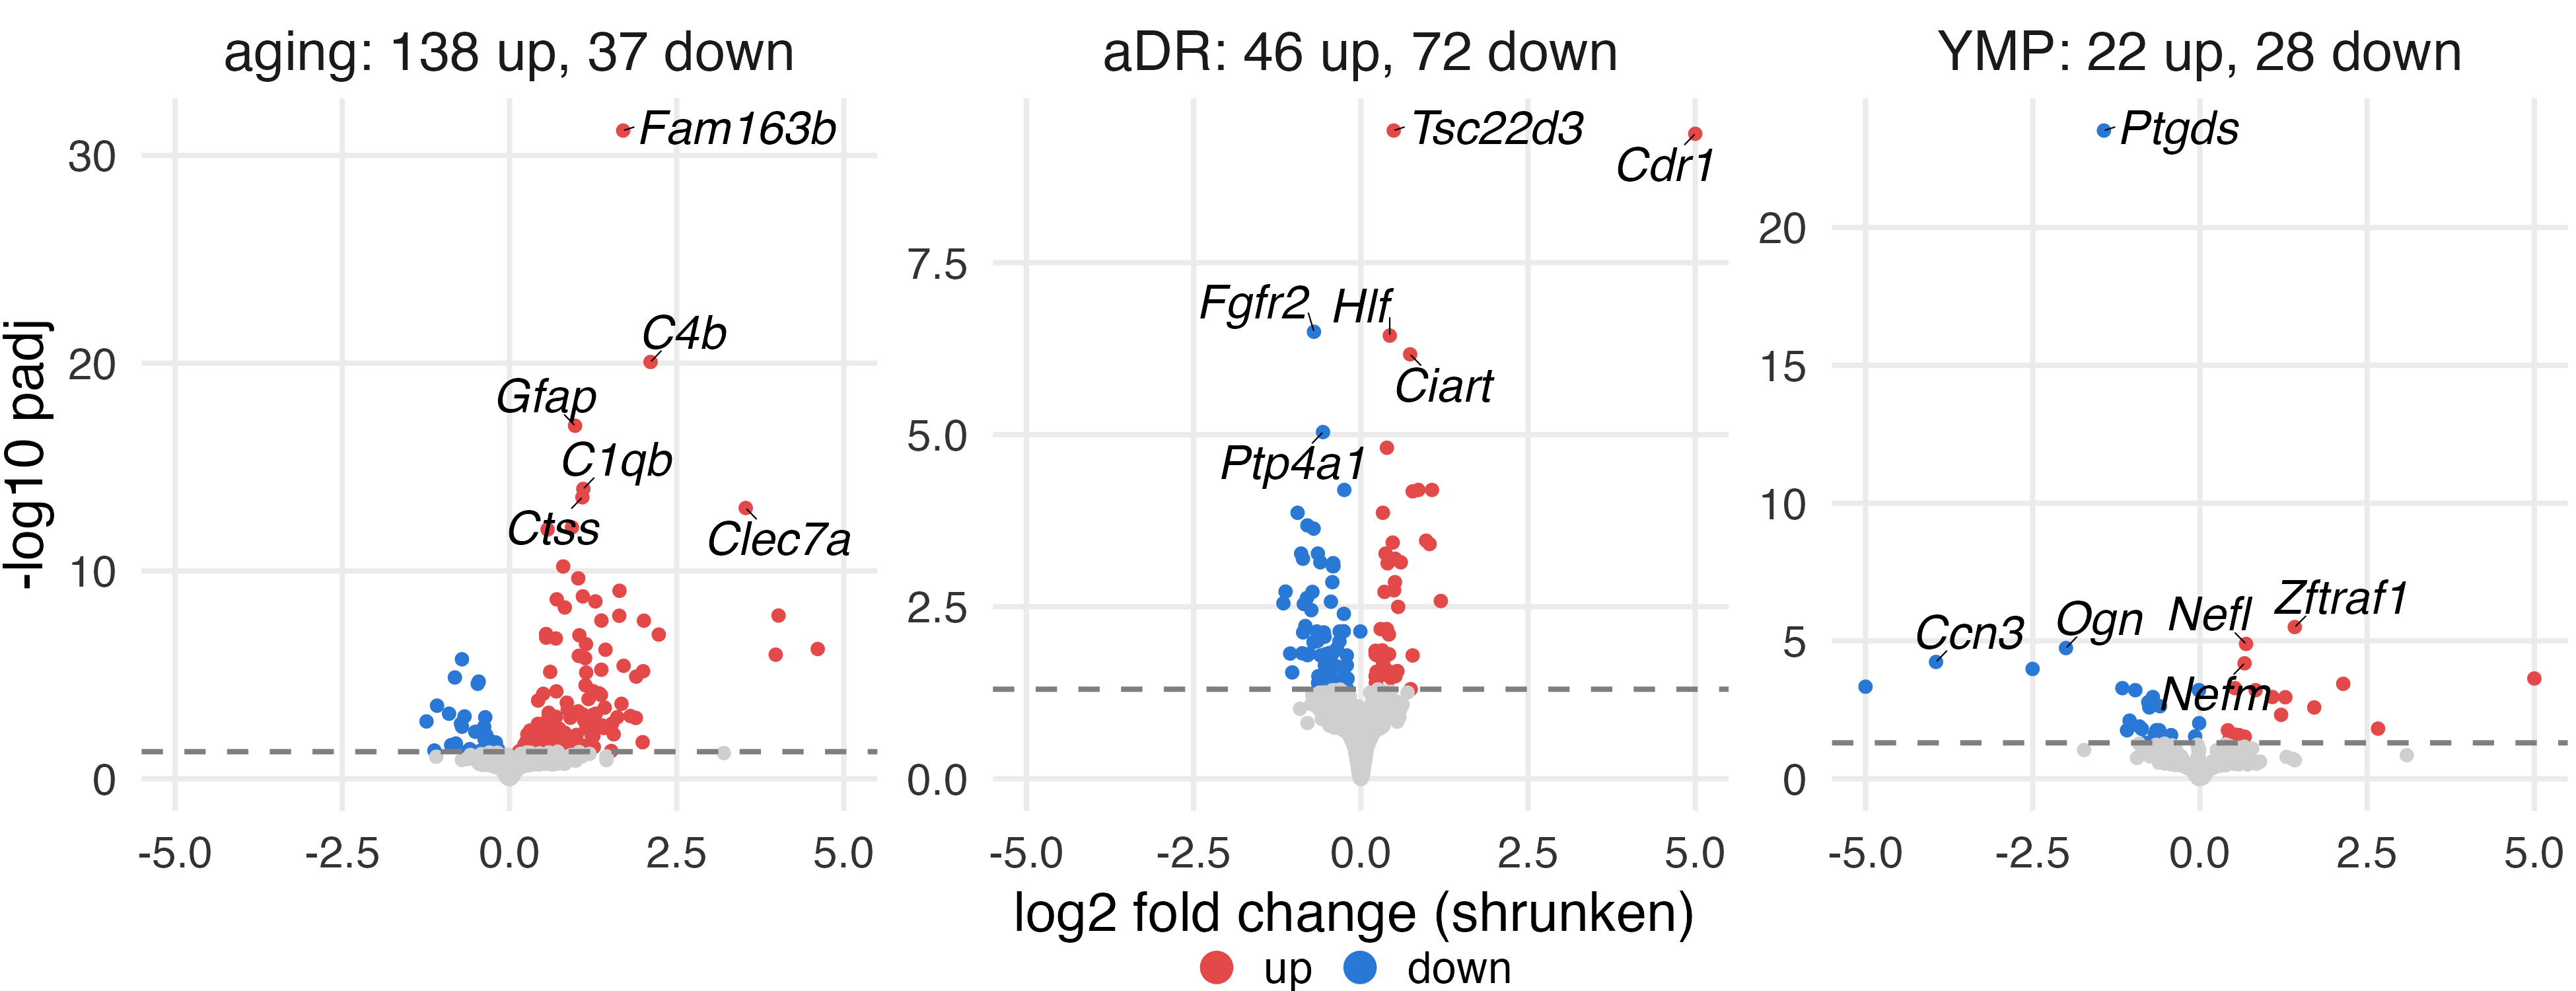 aging: 138 up, 37 down
aDR: 46 up, 72 down
YMP: 22 up, 28 down
-log10 padj
30
20
10
0
Fam163b
C4b
Gfap
C1qb
Ctss
Clec7a
-5.0 -2.5 0.0 2.5 5.0
7.5
5.0
2.5
0.0
Tsc22d3
Cdr1
Fgfr2
Hlf
Ciart
Ptp4a1
-5.0 -2.5 0.0 2.5 5.0
20
15
10
5
0
Ptgds
Zftraf1
Nefl
Ogn
Ccn3
Nefm
-5.0 -2.5 0.0 2.5 5.0
log2 fold change (shrunken)
up down